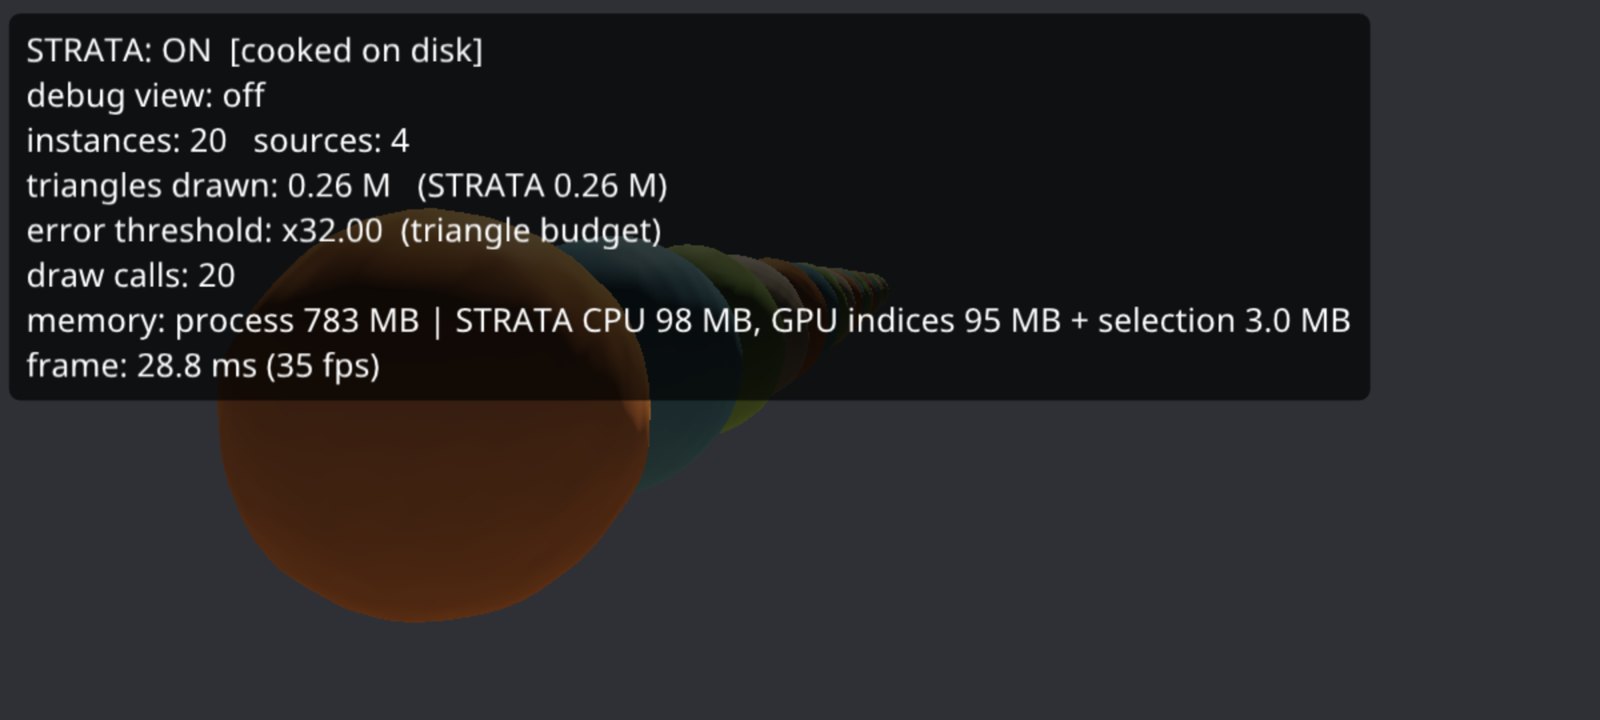 STRATA: ON [cooked on disk]
debug view: off
instances: 20 sources: 4
triangles drawn: 0.26 M (STRATA 0.26 M)
error threshold: x32.00 (triangle budget)
draw calls: 20
memory: process 783 MB | STRATA CPU 98 MB, GPU indices 95 MB + selection 3.0 MB
frame: 28.8 ms (35 fps)